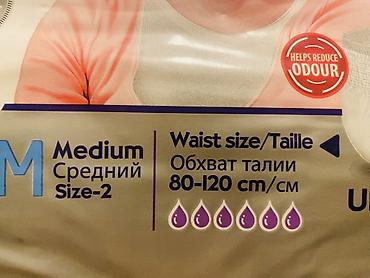 HELPS REDUCE
ODOUR
M
Medium
Средний
Size-2
Waist size/Taille
Обхват талии
80-120 cm/см